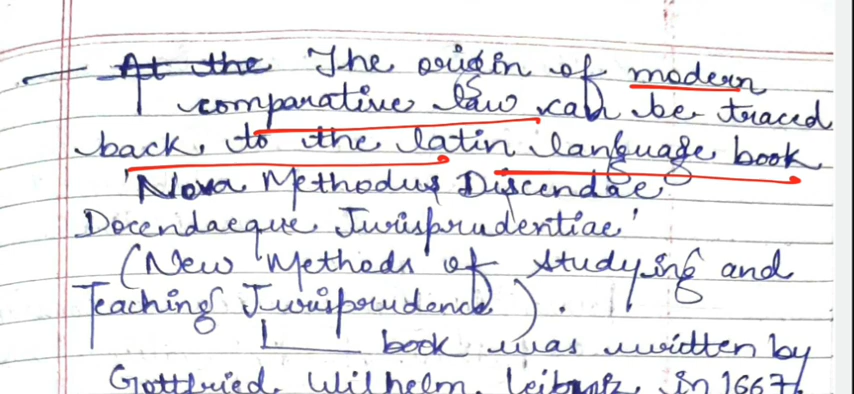 — At the The origin of modern
comparative law can be traced
back to the latin language book
'Nova Methodus Discendae
Docendaeque Jurisprudentiae'
(New Methods of studying and
Teaching Jurisprudence).
book was written by
Gottfried Wilhelm Leibniz in 1667.